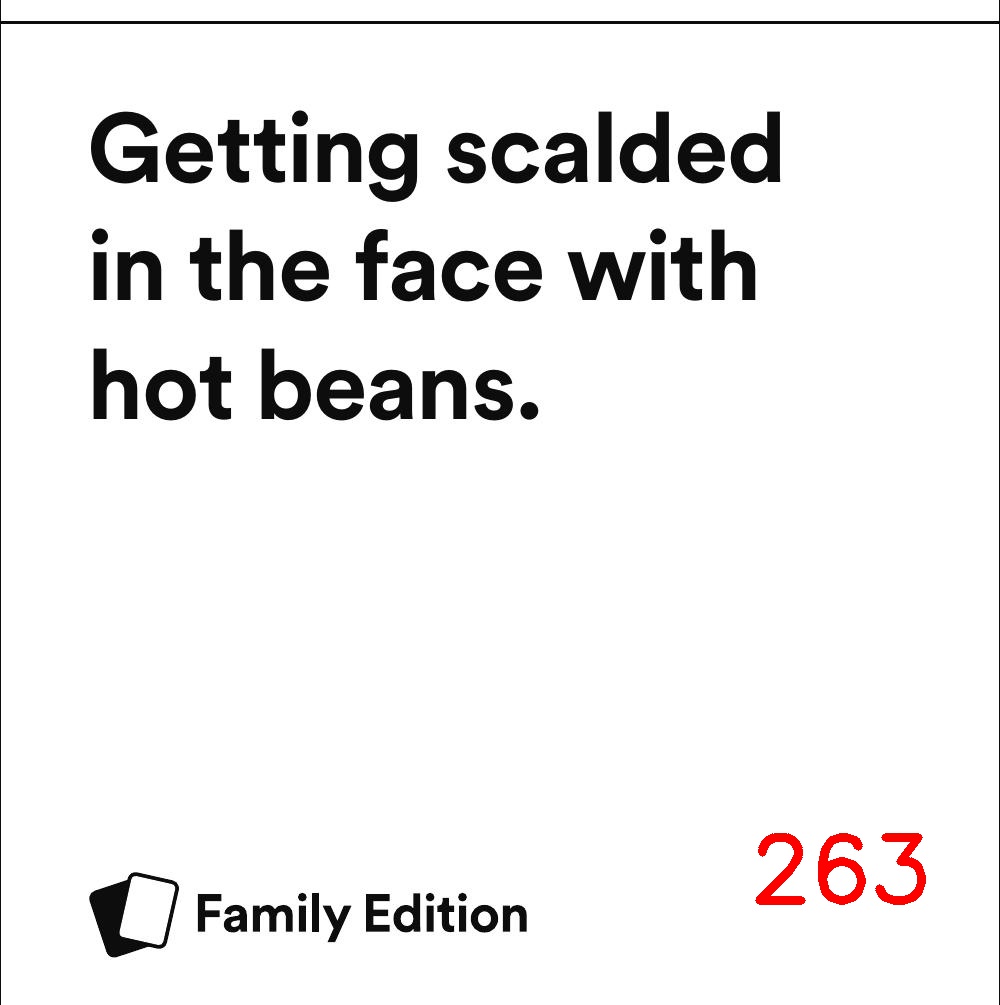 Getting scalded
in the face with
hot beans.
Family Edition
263